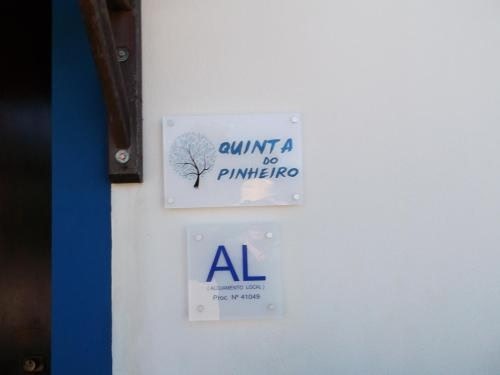 QUINTA
DO
PINHEIRO
AL
( ALOJAMENTO LOCAL )
Proc. Nº 41049